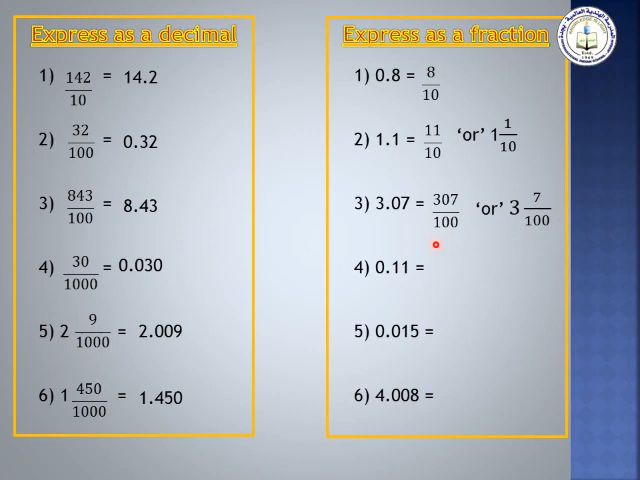 Express as a decimal
1) 142/10 = 14.2
2) 32/100 = 0.32
3) 843/100 = 8.43
4) 30/1000 = 0.030
5) 2 9/1000 = 2.009
6) 1 450/1000 = 1.450
Express as a fraction
1) 0.8 = 8/10
2) 1.1 = 11/10 ‘or’ 1 1/10
3) 3.07 = 307/100 ‘or’ 3 7/100
4) 0.11 =
5) 0.015 =
6) 4.008 =